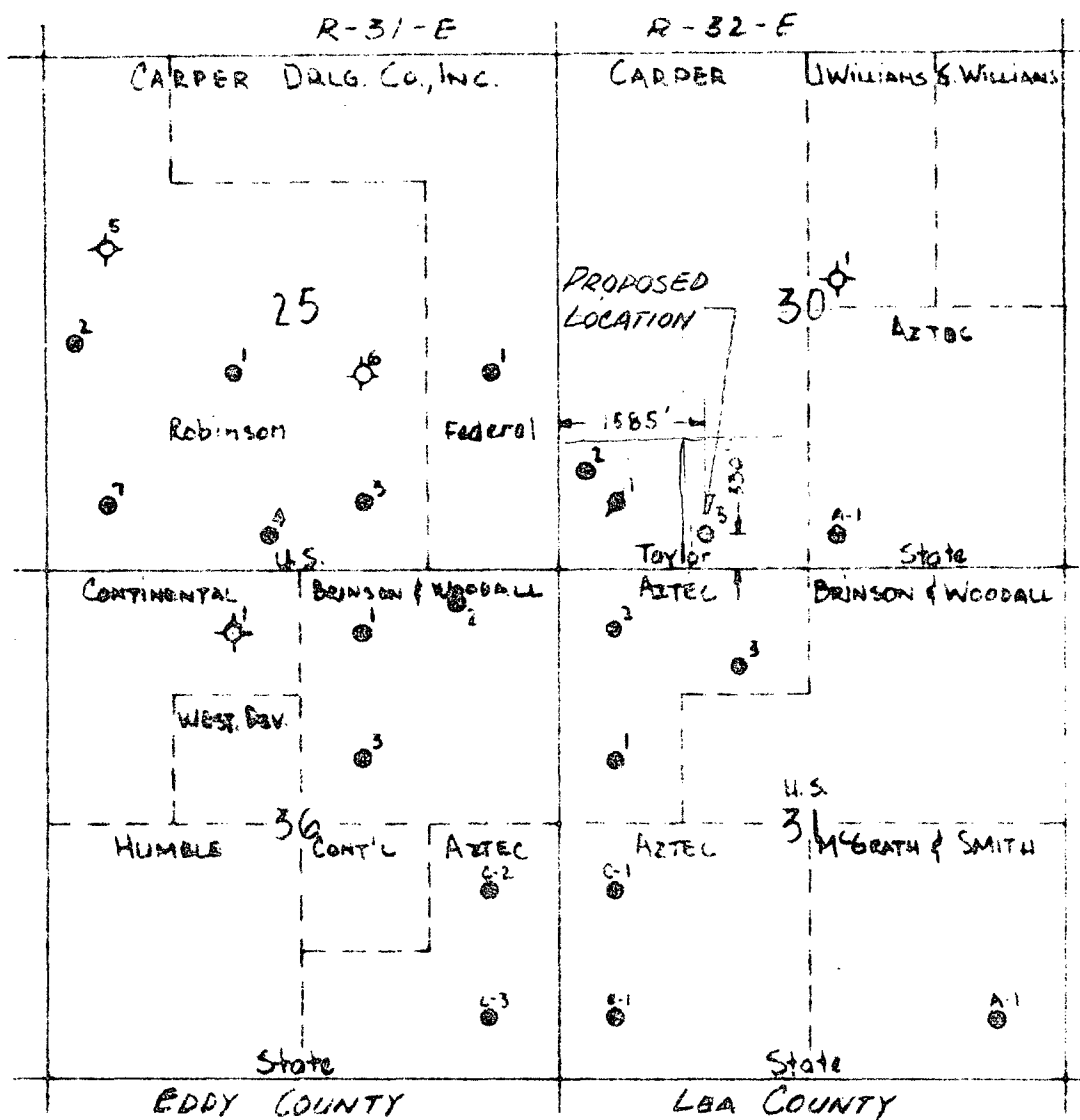 R-31-E R-32-E
CARPER DRLG. CO., INC. CARPER J WILLIAMS S. WILLIAMS
5
1
PROPOSED
LOCATION
25 30
AZTEC
2
1 6 1
1585'
Robinson Federal
2
1
330'
7 3
3 A-1
U.S. Taylor State
CONTINENTAL BRINSON & WOODALL AZTEC BRINSON & WOODALL
1 1
3
WEST. DEV.
3 1
U.S.
36 31
HUMBLE CONT'L AZTEC AZTEC McGRATH & SMITH
C-2 C-1
C-3 B-1 A-1
State State
EDDY COUNTY LEA COUNTY